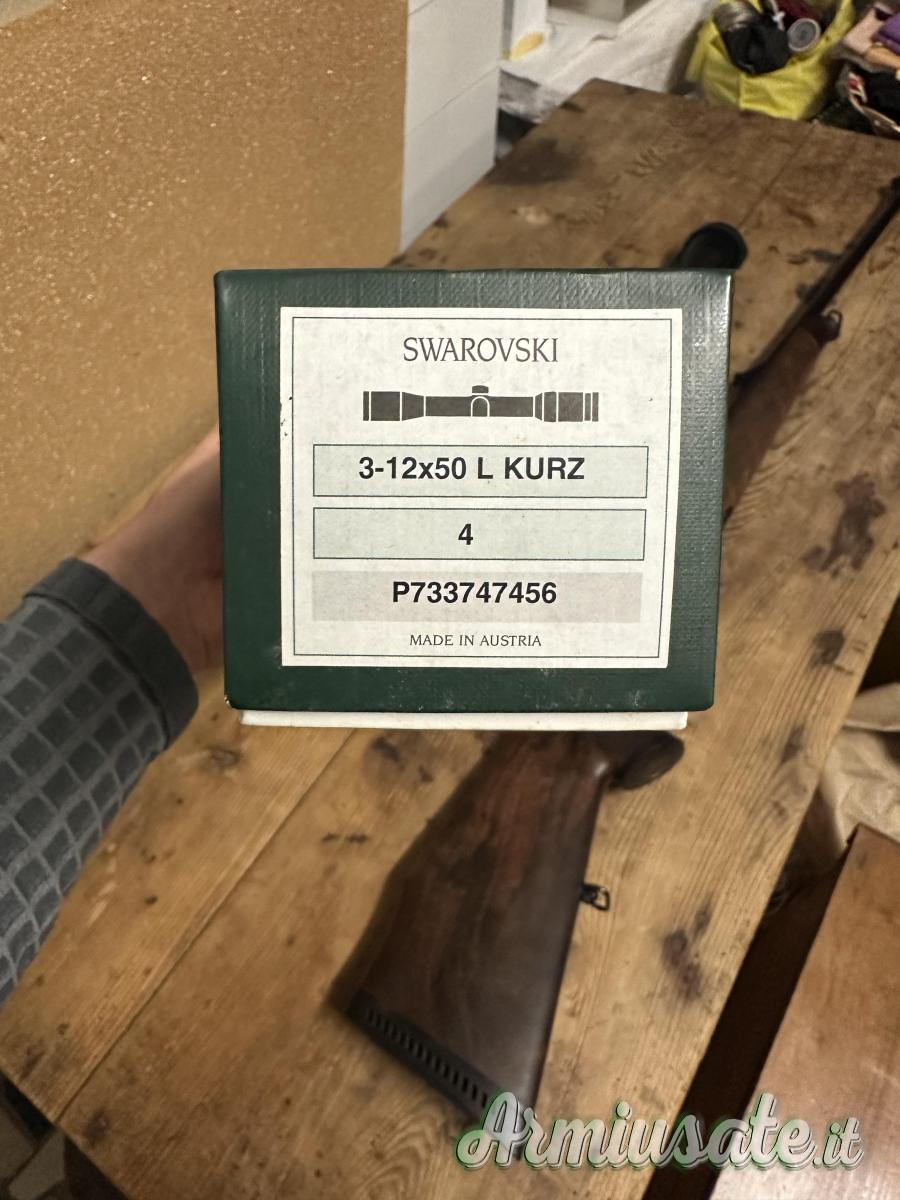 SWAROVSKI
3-12x50 L KURZ
4
P733747456
MADE IN AUSTRIA
Armiusate.it